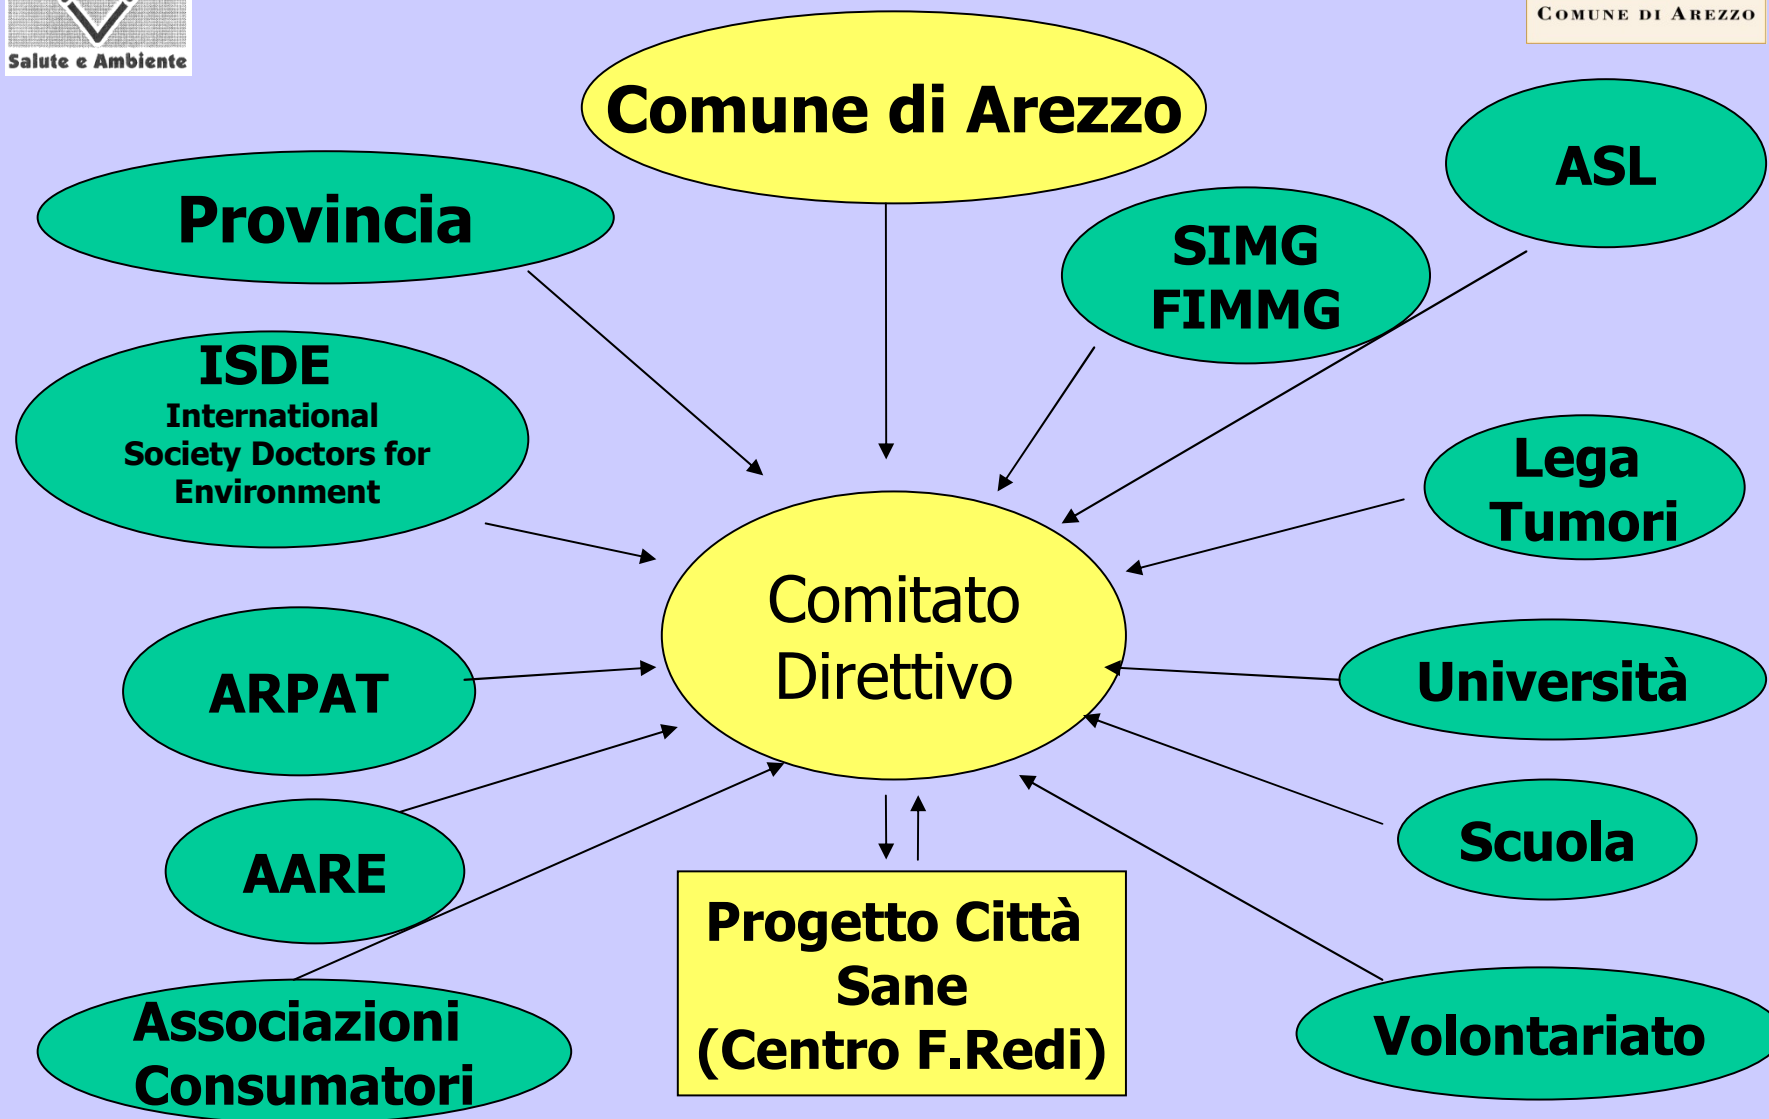 Salute e Ambiente
COMUNE DI AREZZO
Comune di Arezzo
ASL
Provincia
SIMG
FIMMG
ISDE
International
Society Doctors for
Environment
Lega
Tumori
Comitato
Direttivo
ARPAT
Università
AARE
Scuola
Progetto Città
Sane
(Centro F.Redi)
Associazioni
Consumatori
Volontariato